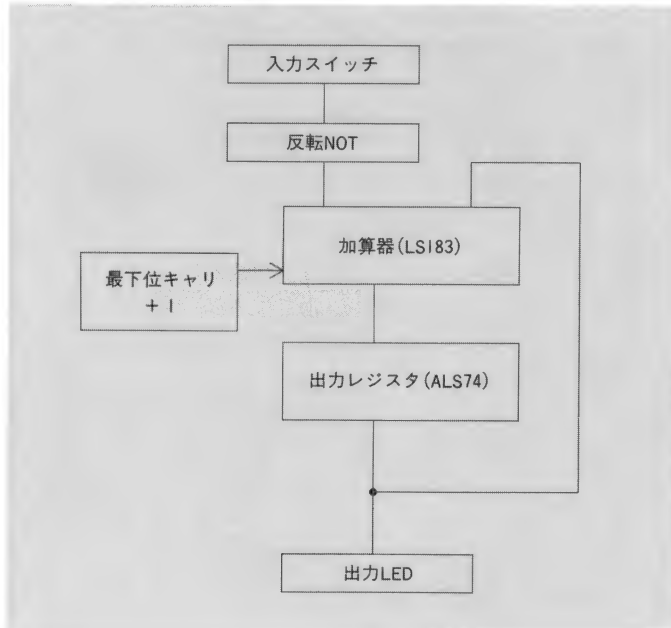 入力スイッチ
反転NOT
加算器(LS183)
最下位キャリ
+1
出力レジスタ(ALS74)
出力LED